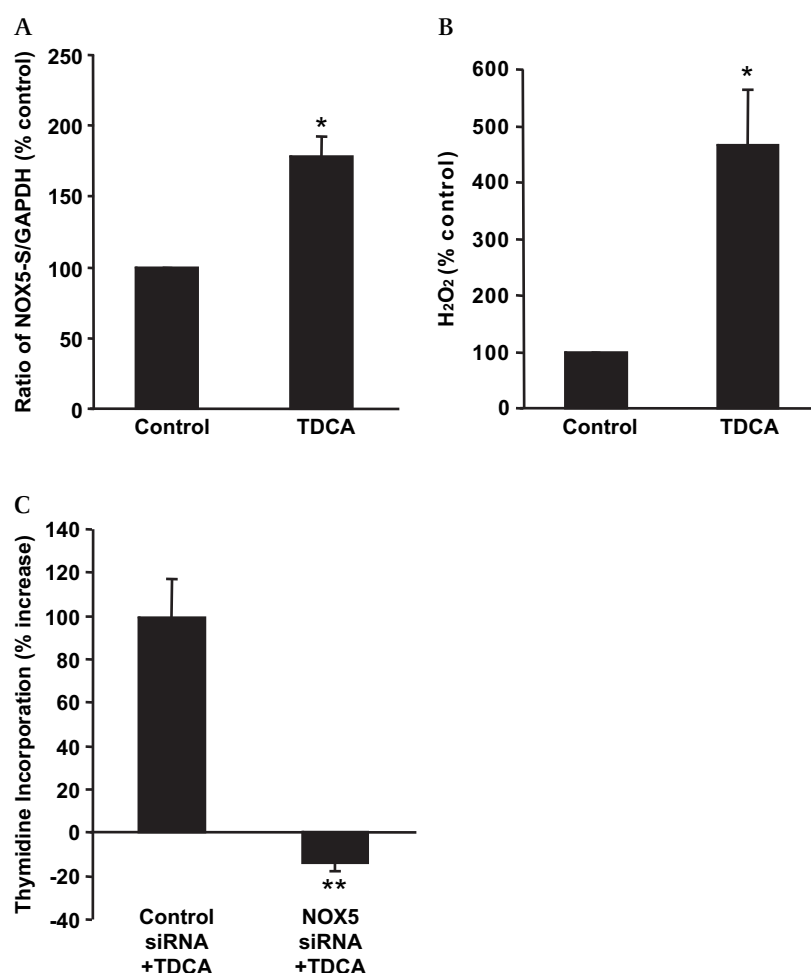 A
Ratio of NOX5-S/GAPDH (% control)
250
200
150
100
50
0
*
Control
TDCA
B
H₂O₂ (% control)
600
500
400
300
200
100
0
*
Control
TDCA
C
Thymidine Incorporation (% increase)
140
120
100
80
60
40
20
0
-20
-40
**
Control
siRNA
+TDCA
NOX5
siRNA
+TDCA